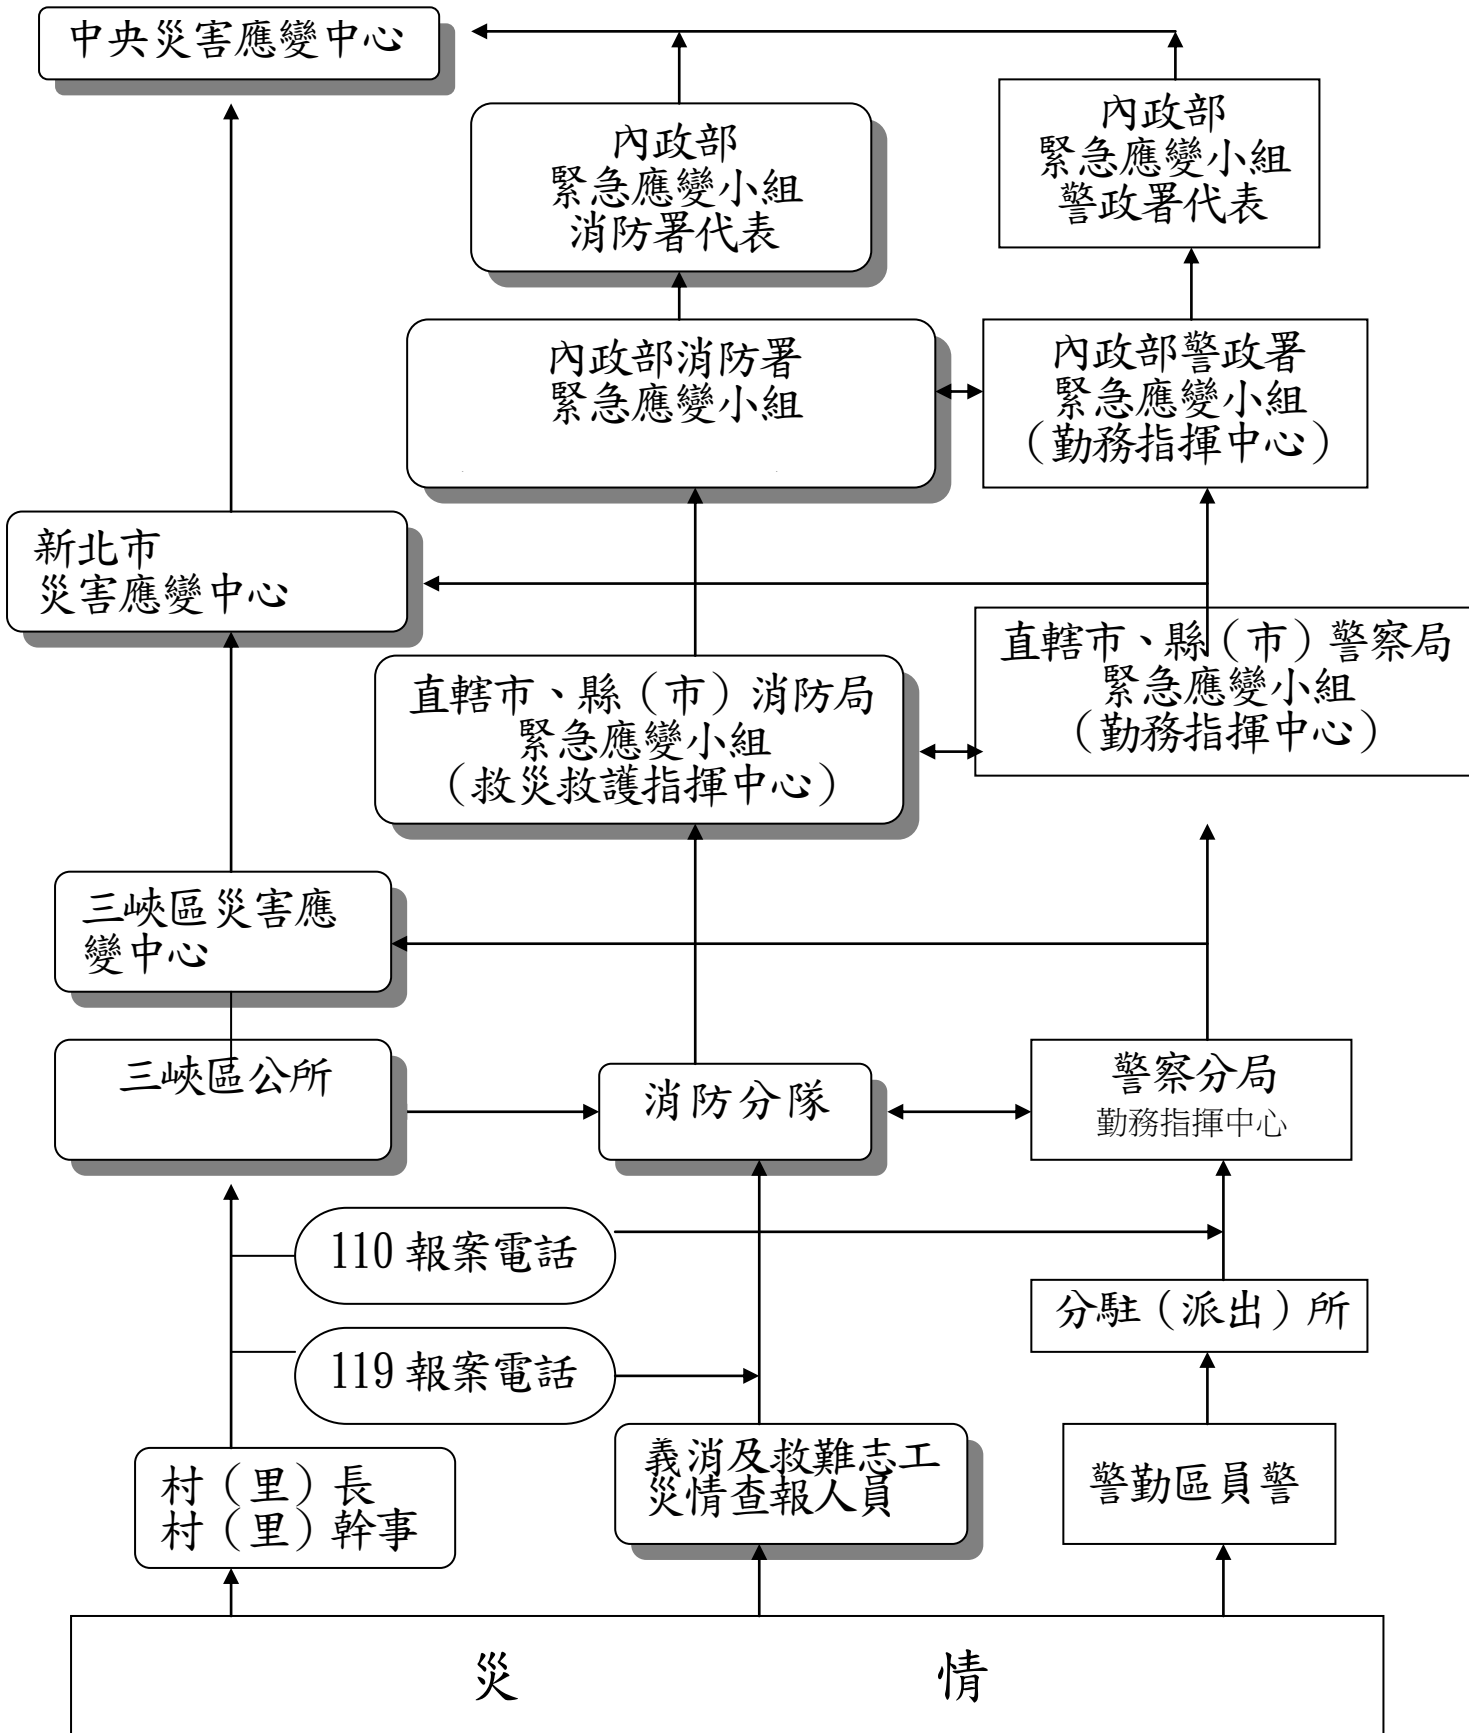 中央災害應變中心
內政部
緊急應變小組
消防署代表
內政部
緊急應變小組
警政署代表
內政部消防署
緊急應變小組
內政部警政署
緊急應變小組
（勤務指揮中心）
新北市
災害應變中心
直轄市、縣（市）消防局
緊急應變小組
（救災救護指揮中心）
直轄市、縣（市）警察局
緊急應變小組
（勤務指揮中心）
三峽區災害應
變中心
三峽區公所
消防分隊
警察分局
勤務指揮中心
110 報案電話
119 報案電話
分駐（派出）所
村（里）長
村（里）幹事
義消及救難志工
災情查報人員
警勤區員警
災 情